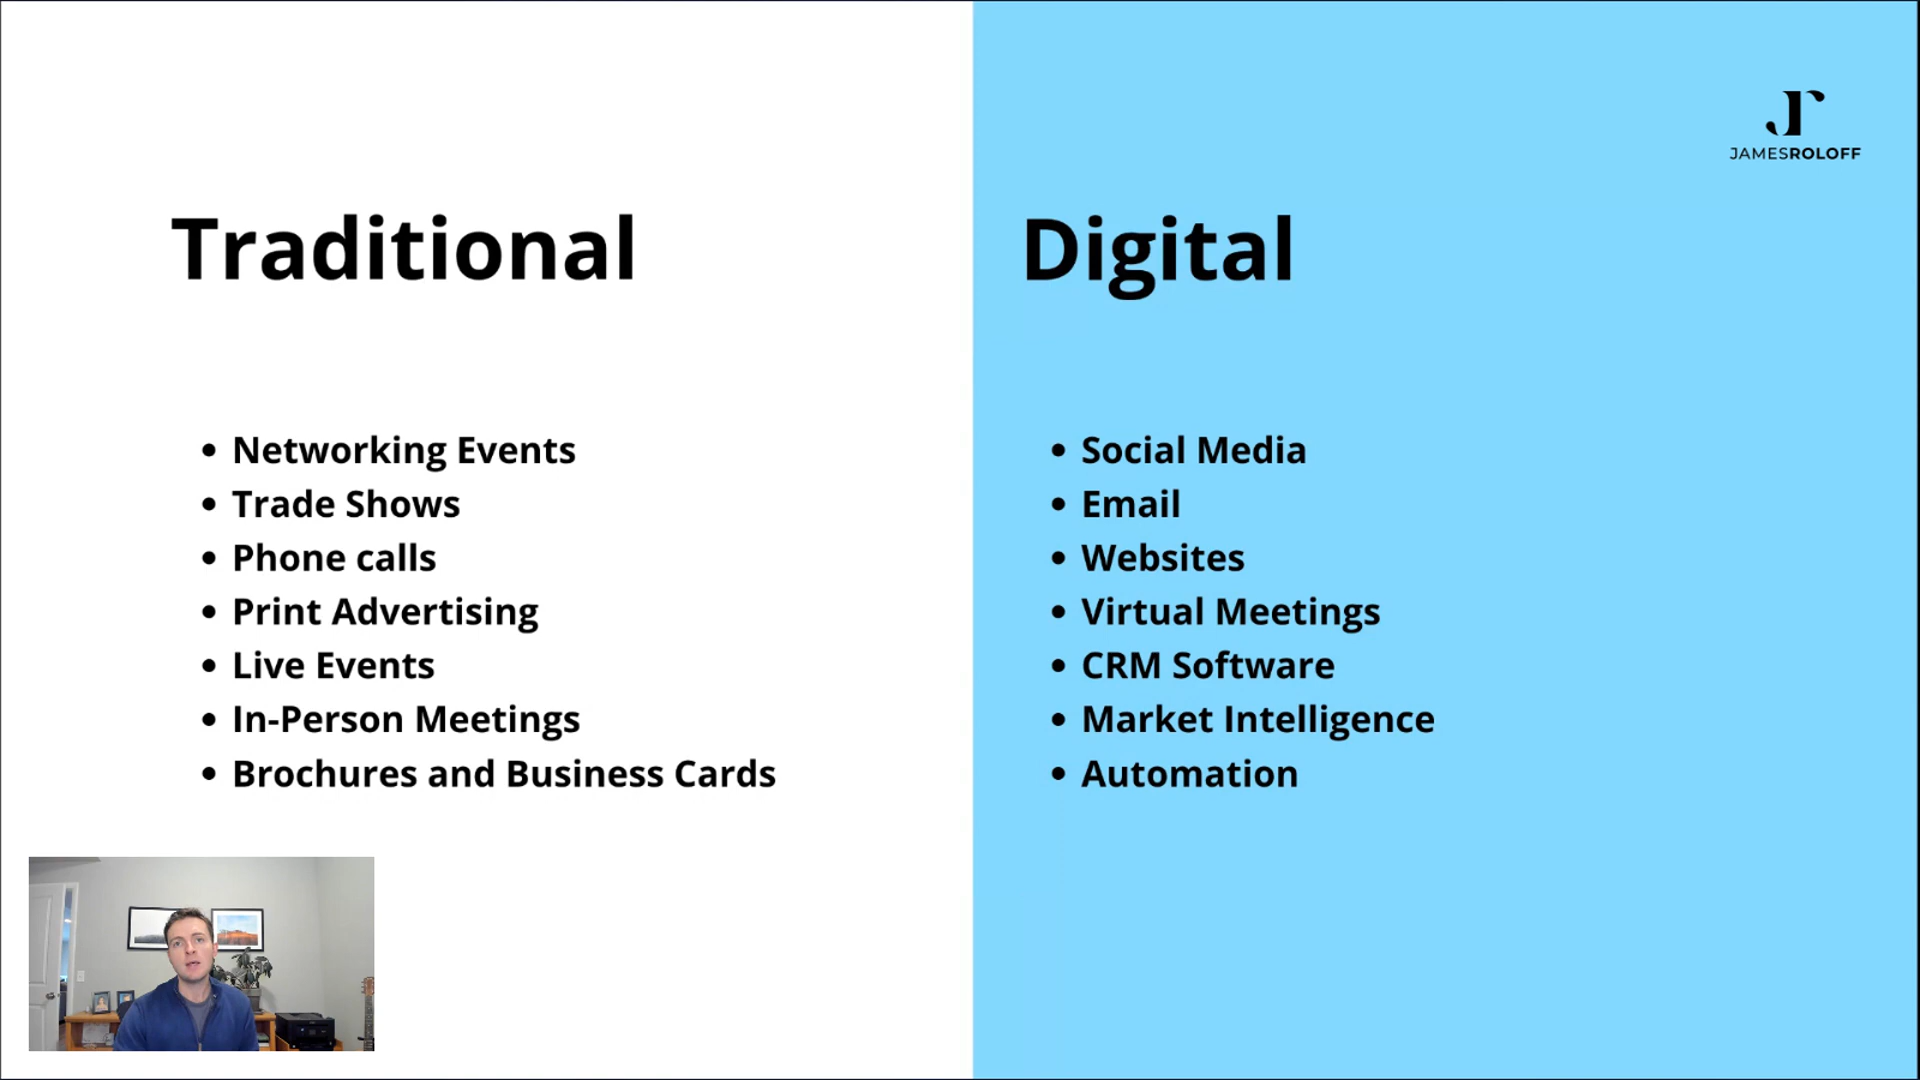 JAMESROLOFF
Traditional
Networking Events
Trade Shows
Phone calls
Print Advertising
Live Events
In-Person Meetings
Brochures and Business Cards
Digital
Social Media
Email
Websites
Virtual Meetings
CRM Software
Market Intelligence
Automation